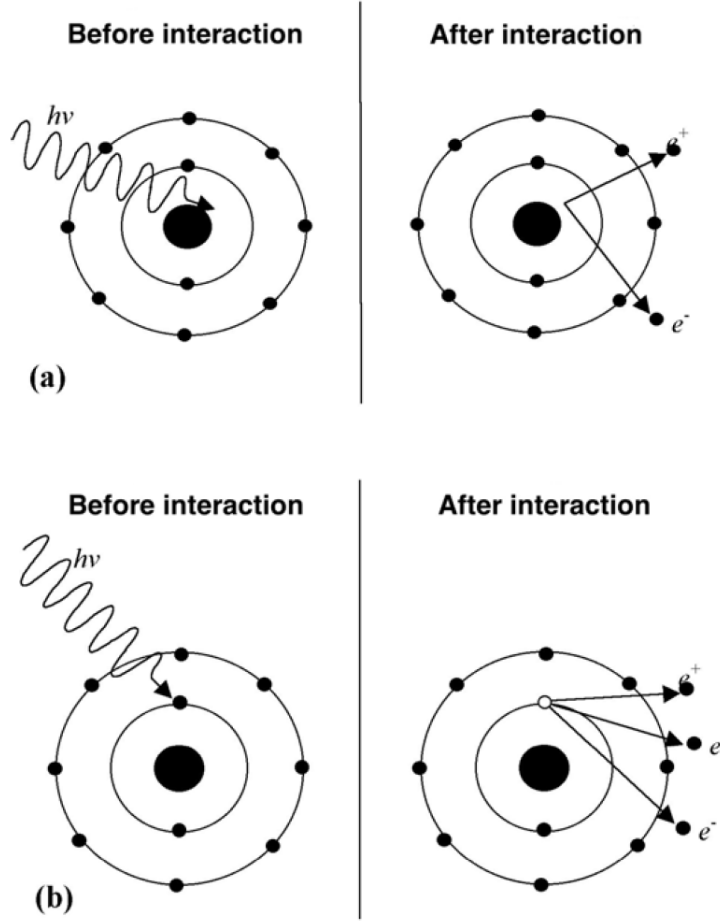 Before interaction
After interaction
hν
e⁺
e⁻
(a)
Before interaction
After interaction
hν
e⁺
e
e⁻
(b)